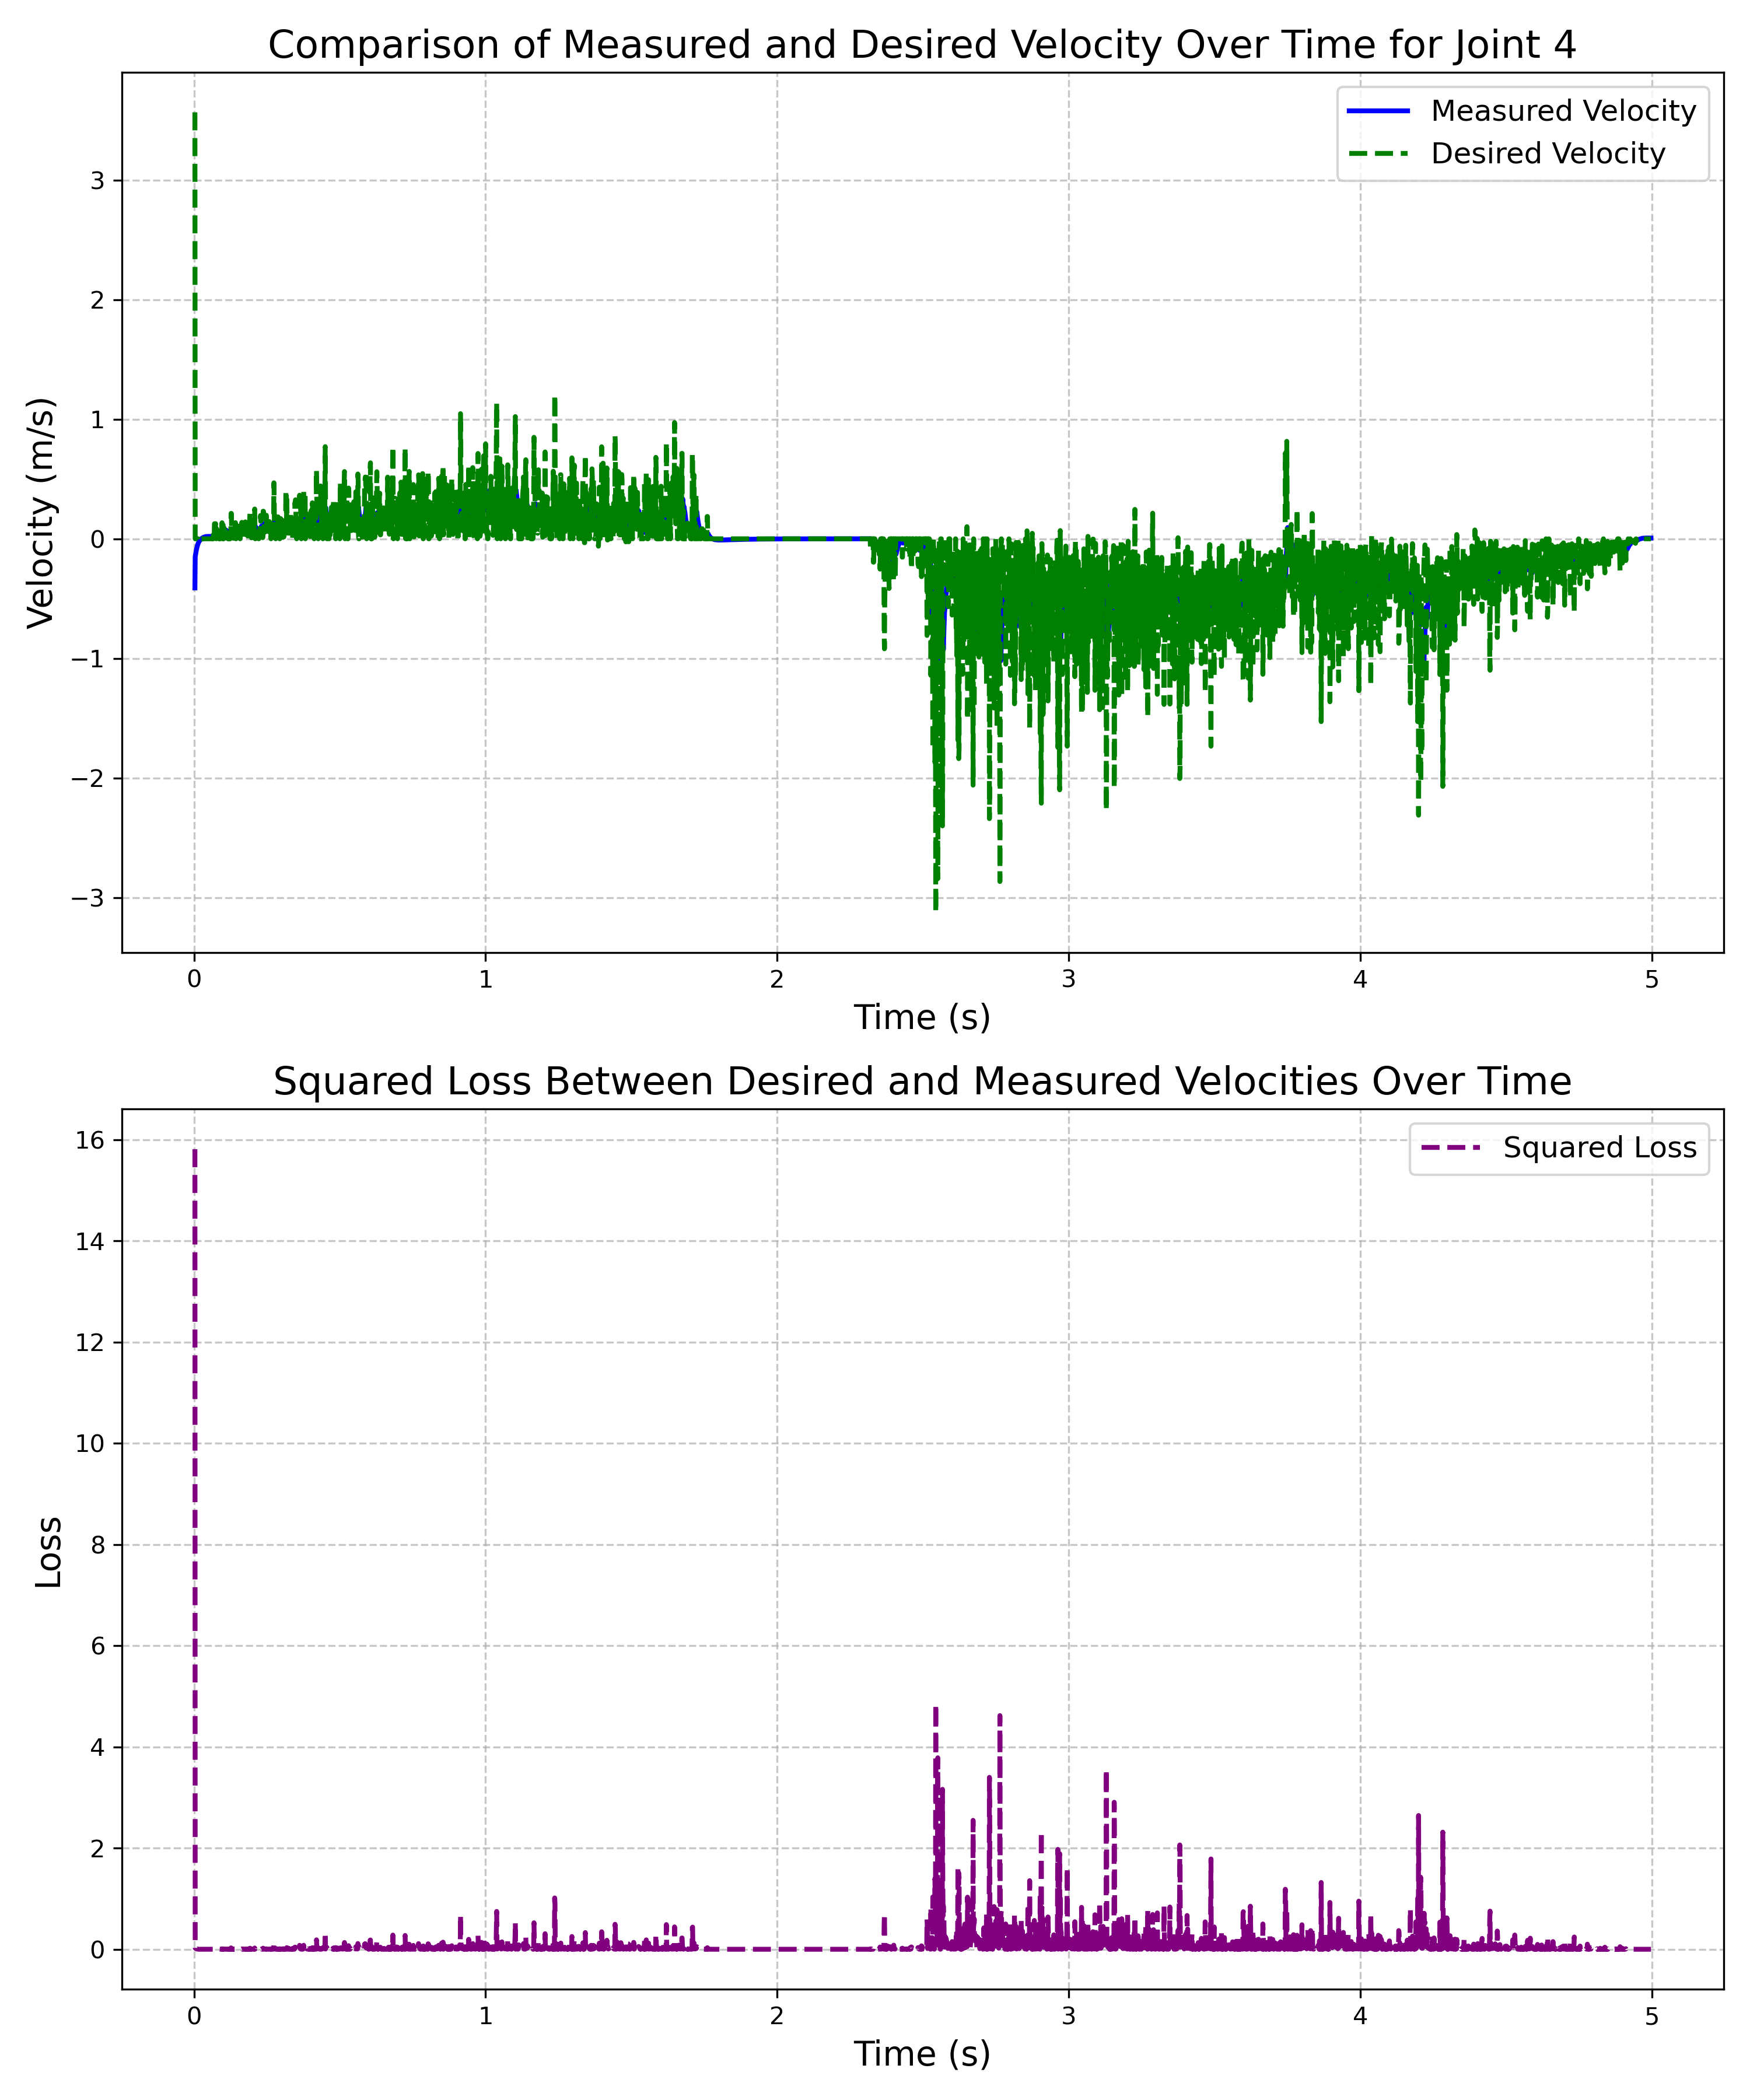 Comparison of Measured and Desired Velocity Over Time for Joint 4
Velocity (m/s)
3
2
1
0
−1
−2
−3
Measured Velocity
Desired Velocity
0 1 2 3 4 5
Time (s)
Squared Loss Between Desired and Measured Velocities Over Time
Loss
16
14
12
10
8
6
4
2
0
Squared Loss
0 1 2 3 4 5
Time (s)